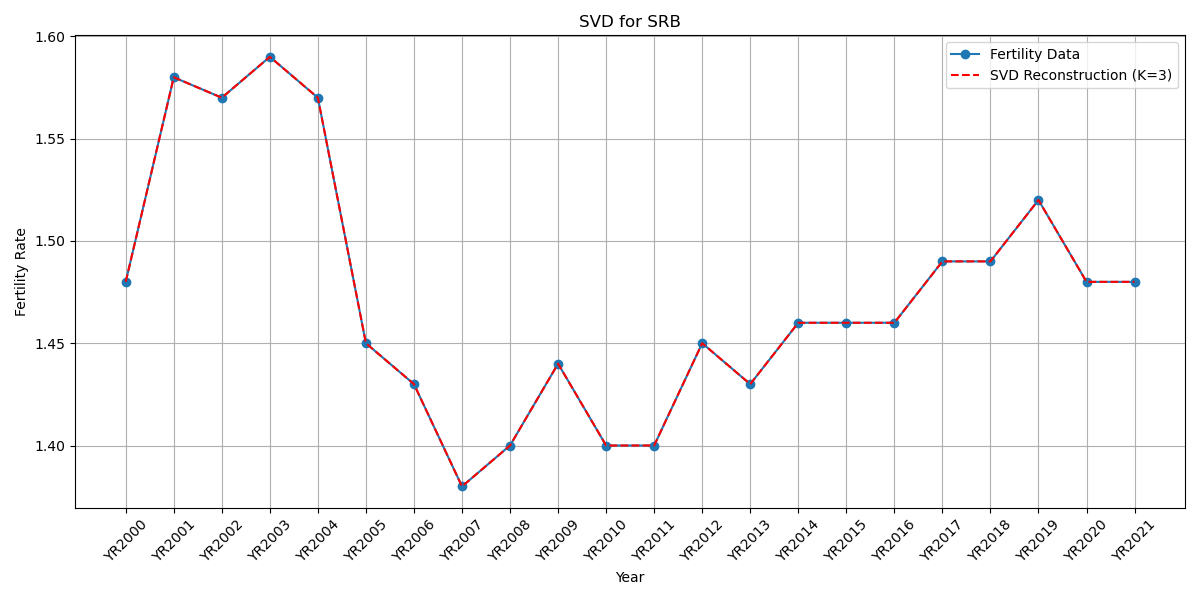 SVD for SRB
Fertility Data
SVD Reconstruction (K=3)
Fertility Rate
1.60
1.55
1.50
1.45
1.40
YR2000
YR2001
YR2002
YR2003
YR2004
YR2005
YR2006
YR2007
YR2008
YR2009
YR2010
YR2011
YR2012
YR2013
YR2014
YR2015
YR2016
YR2017
YR2018
YR2019
YR2020
YR2021
Year